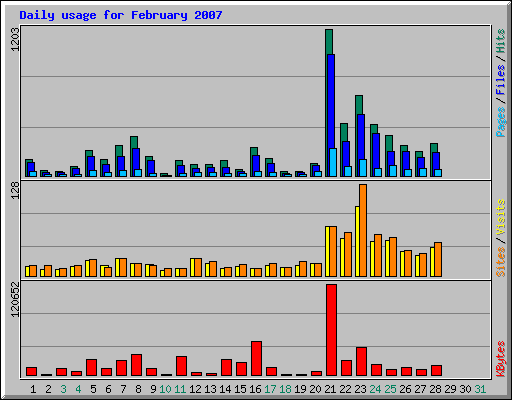 Daily usage for February 2007
1203
Pages / Files / Hits
128
Sites / Visits
120652
KBytes
1 2 3 4 5 6 7 8 9 10 11 12 13 14 15 16 17 18 19 20 21 22 23 24 25 26 27 28 29 30 31